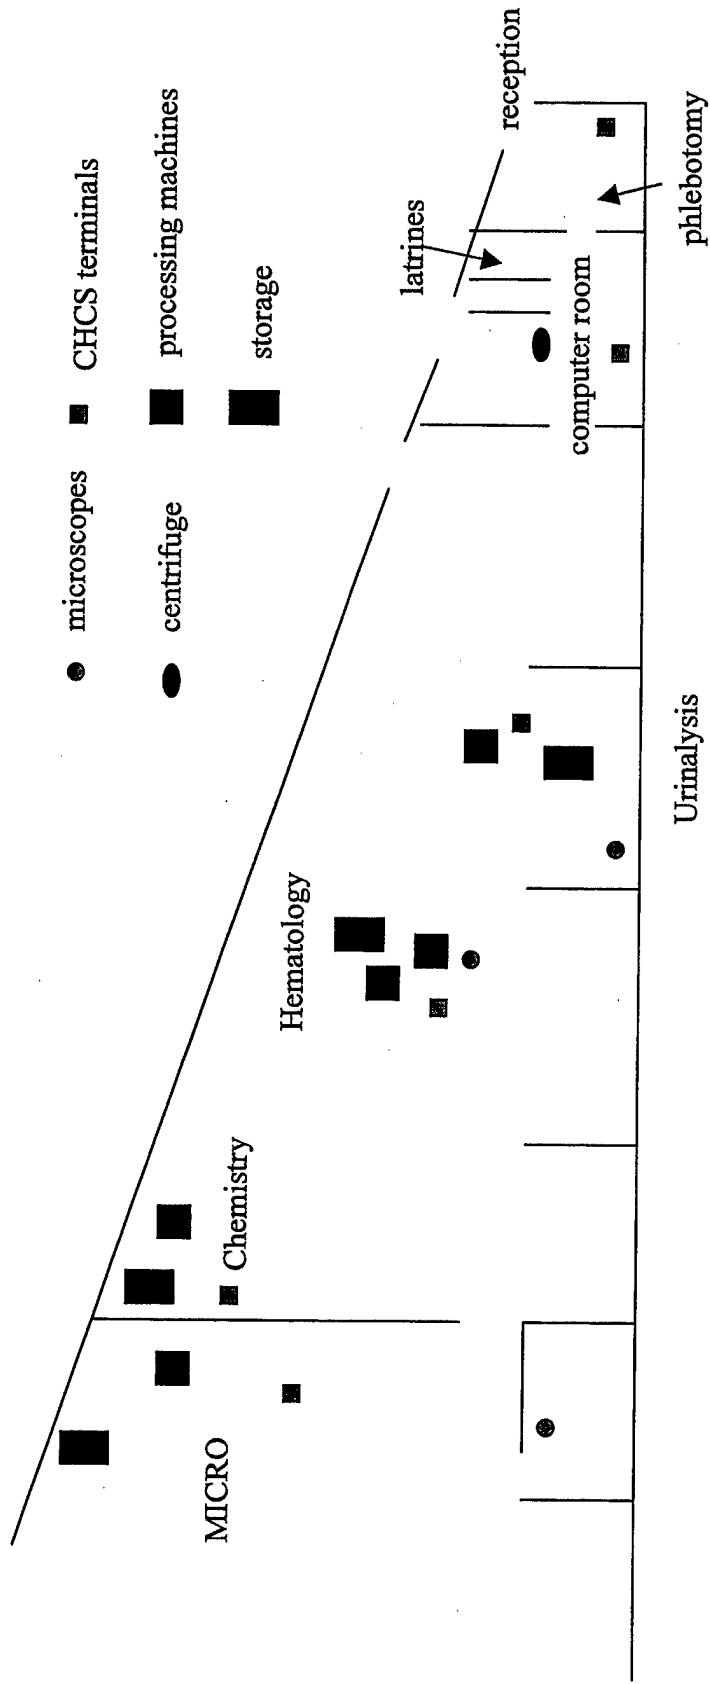 microscopes
CHCS terminals
centrifuge
processing machines
storage
MICRO
Chemistry
Hematology
latrines
reception
computer room
Urinalysis
phlebotomy